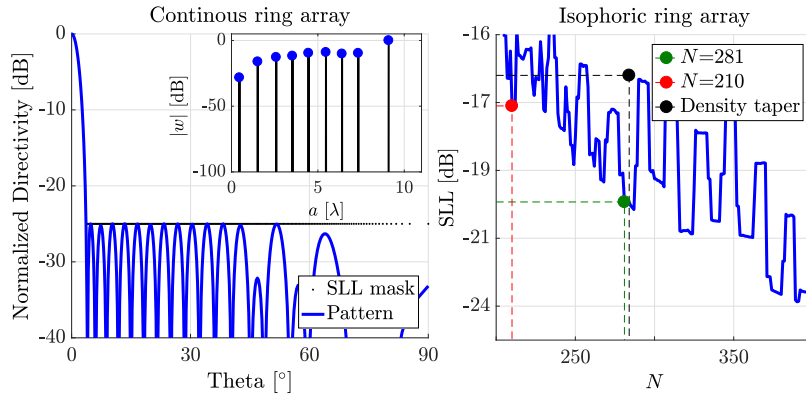 Continous ring array
Normalized Directivity [dB]
0
-10
-20
-30
-40
0
30
60
90
Theta [°]
|w| [dB]
0
-50
-100
0
5
10
a [λ]
SLL mask
Pattern
Isophoric ring array
SLL [dB]
-16
-17
-19
-21
-24
250
350
N
N=281
N=210
Density taper